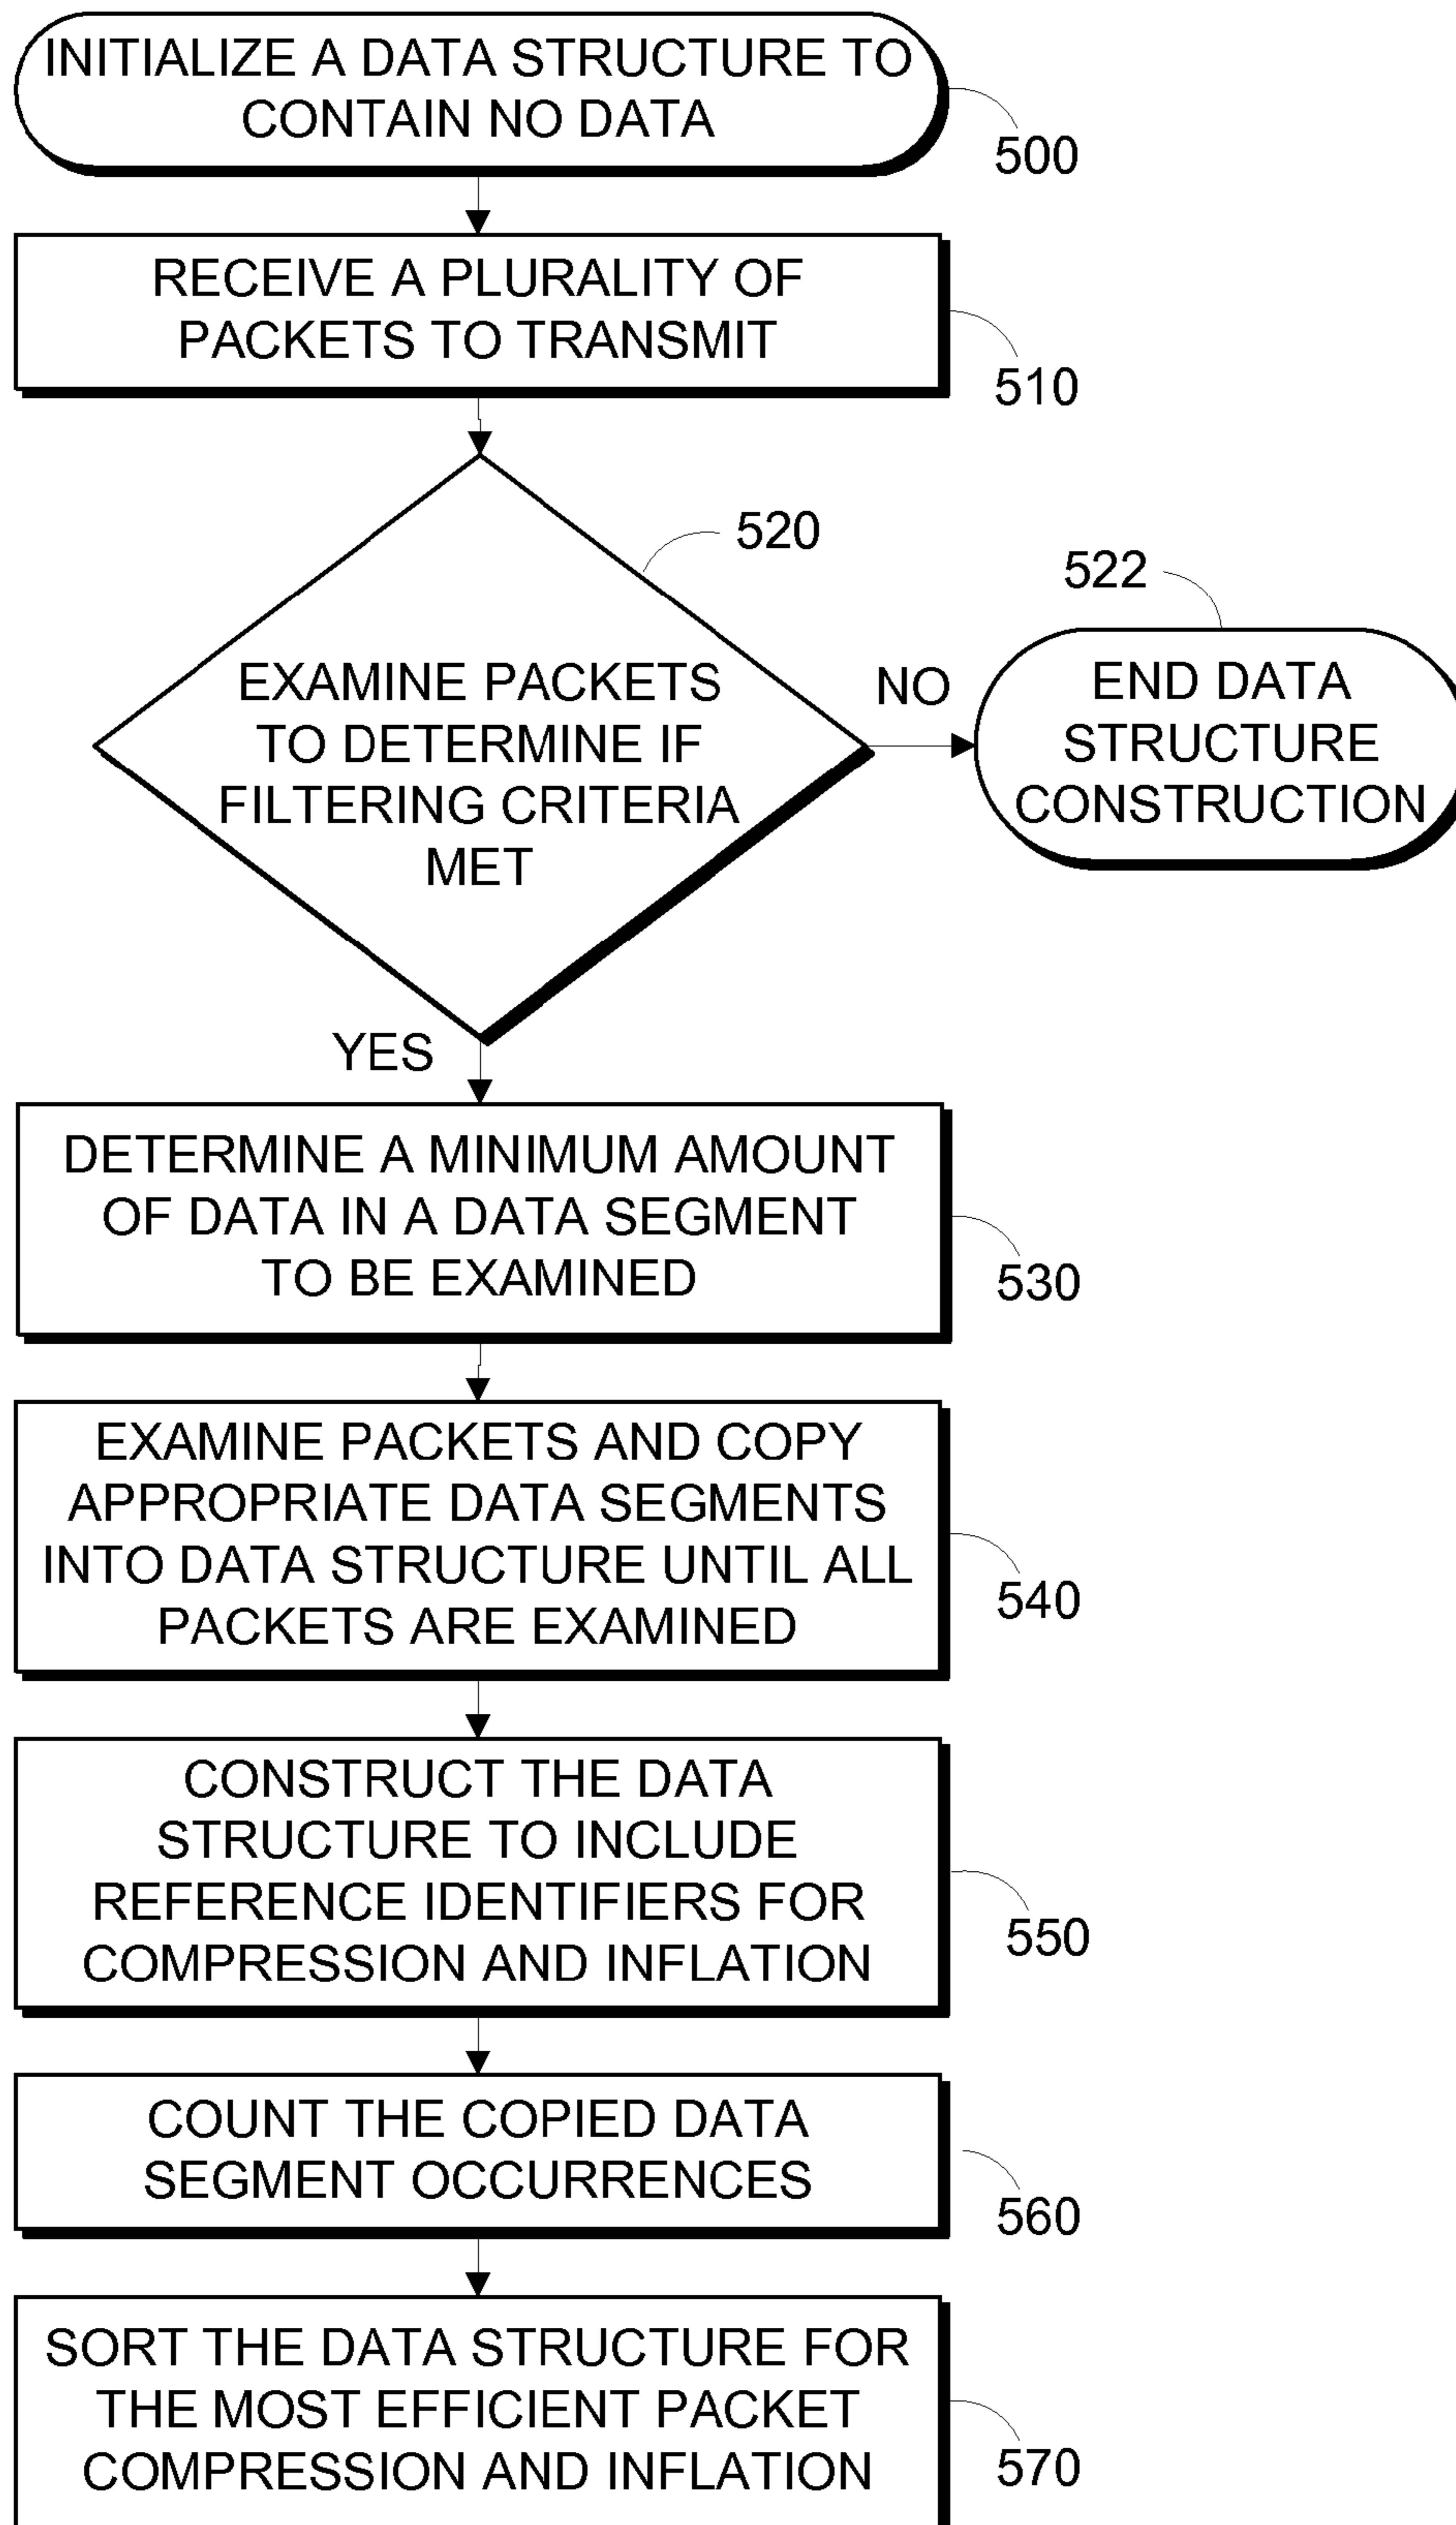 INITIALIZE A DATA STRUCTURE TO
CONTAIN NO DATA
500
RECEIVE A PLURALITY OF
PACKETS TO TRANSMIT
510
520
EXAMINE PACKETS
TO DETERMINE IF
FILTERING CRITERIA
MET
NO
522
END DATA
STRUCTURE
CONSTRUCTION
YES
DETERMINE A MINIMUM AMOUNT
OF DATA IN A DATA SEGMENT
TO BE EXAMINED
530
EXAMINE PACKETS AND COPY
APPROPRIATE DATA SEGMENTS
INTO DATA STRUCTURE UNTIL ALL
PACKETS ARE EXAMINED
540
CONSTRUCT THE DATA
STRUCTURE TO INCLUDE
REFERENCE IDENTIFIERS FOR
COMPRESSION AND INFLATION
550
COUNT THE COPIED DATA
SEGMENT OCCURRENCES
560
SORT THE DATA STRUCTURE FOR
THE MOST EFFICIENT PACKET
COMPRESSION AND INFLATION
570